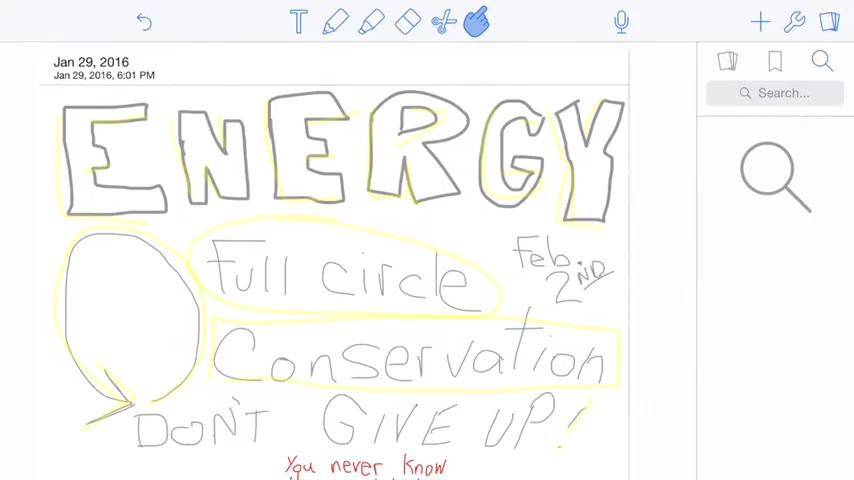 T
Jan 29, 2016
Jan 29, 2016, 6:01 PM
Search...
ENERGY
Full circle
Feb 2ND
Conservation
DON'T GIVE UP!
You never know